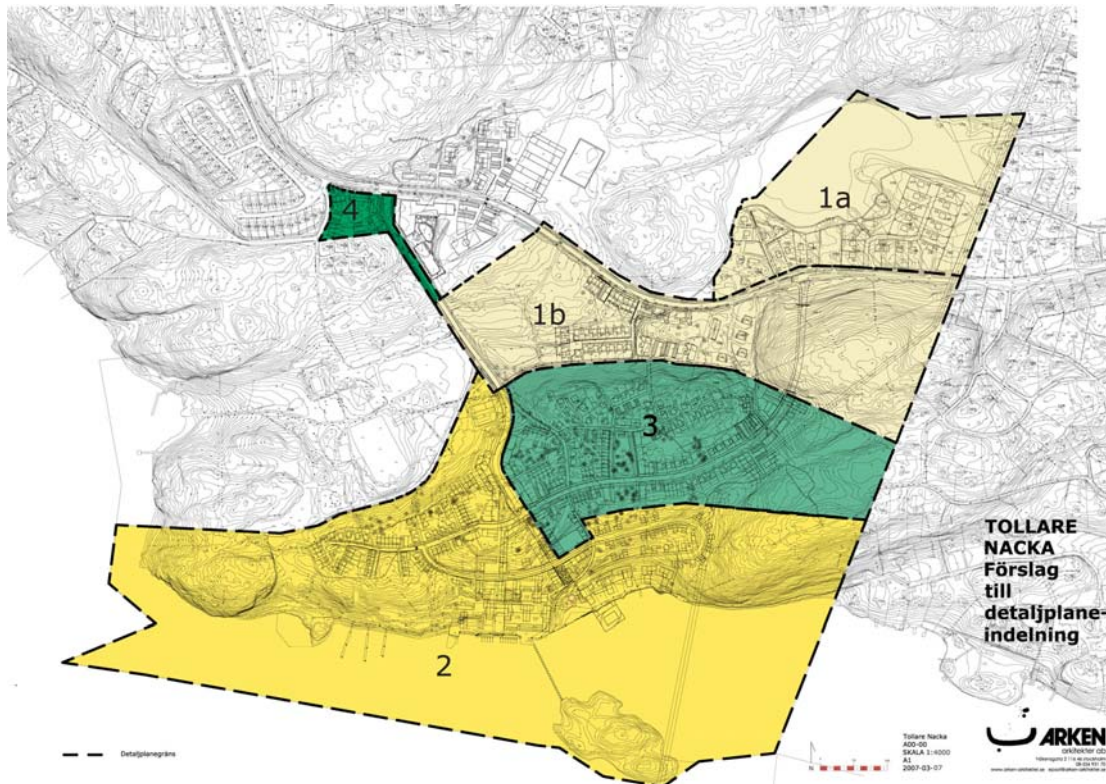 1a
4
1b
3
2
TOLLARE
NACKA
Förslag
till
detaljplane-
indelning
Detaljplanegräns
N
Tollare Nacka
A00-00
SKALA 1:4000
A1
2007-03-07
ARKEN
arkitekter ab